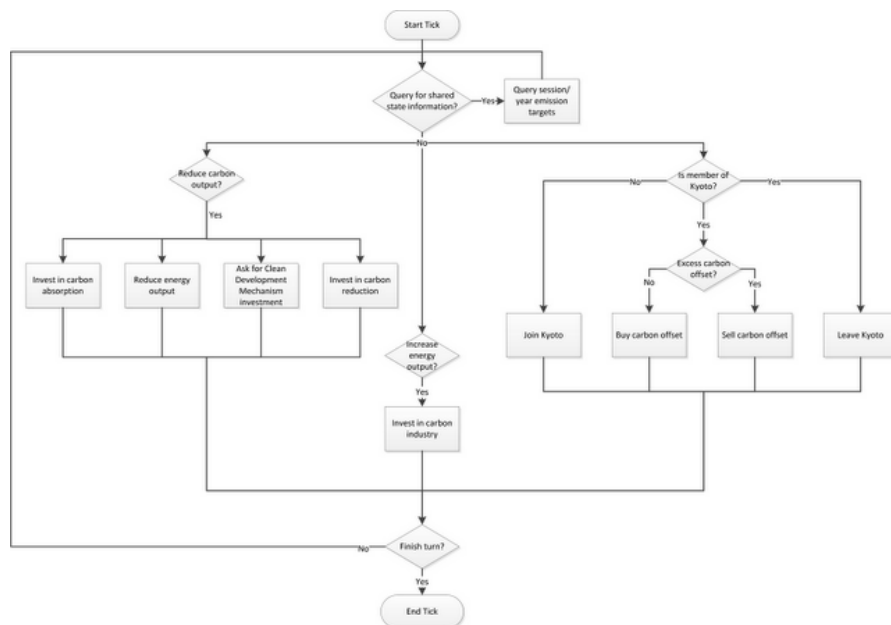 Start Tick
Query for shared
state information?
Yes
Query session/
year emission
targets
No
Reduce carbon
output?
Is member of
Kyoto?
No
Yes
Yes
Yes
Invest in carbon
absorption
Reduce energy
output
Ask for Clean
Development
Mechanism
investment
Invest in carbon
reduction
Excess carbon
offset?
No
Yes
Join Kyoto
Buy carbon offset
Sell carbon offset
Leave Kyoto
Increase
energy
output?
Yes
Invest in carbon
industry
Finish turn?
No
Yes
End Tick